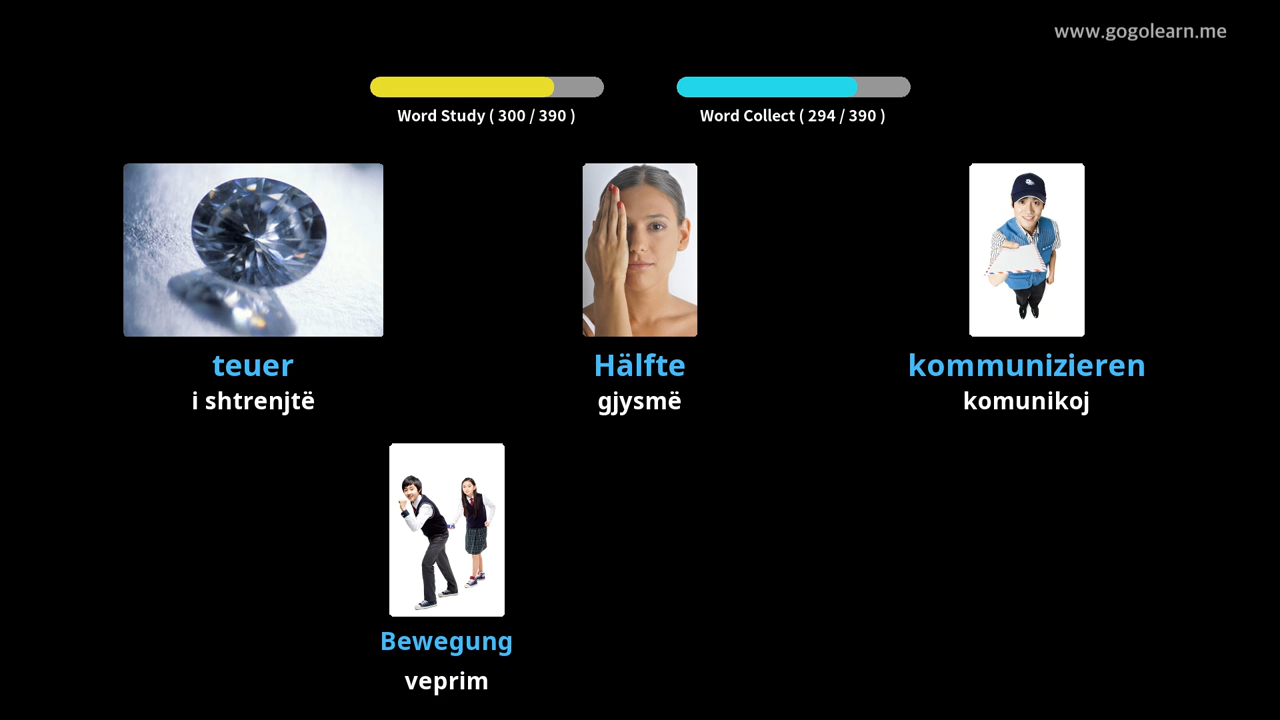 www.gogolearn.me
Word Study ( 300 / 390 )
Word Collect ( 294 / 390 )
teuer
i shtrenjtë
Hälfte
gjysmë
kommunizieren
komunikoj
Bewegung
veprim